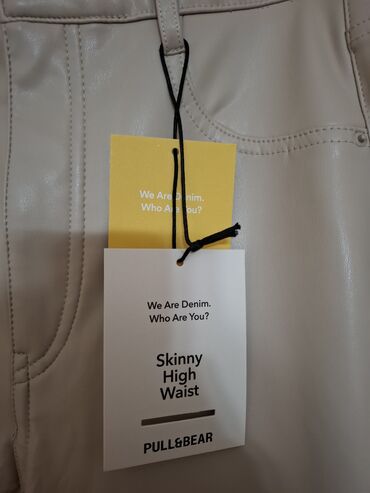 We Are Denim.
Who Are You?
We Are Denim.
Who Are You?
Skinny
High
Waist
PULL&BEAR